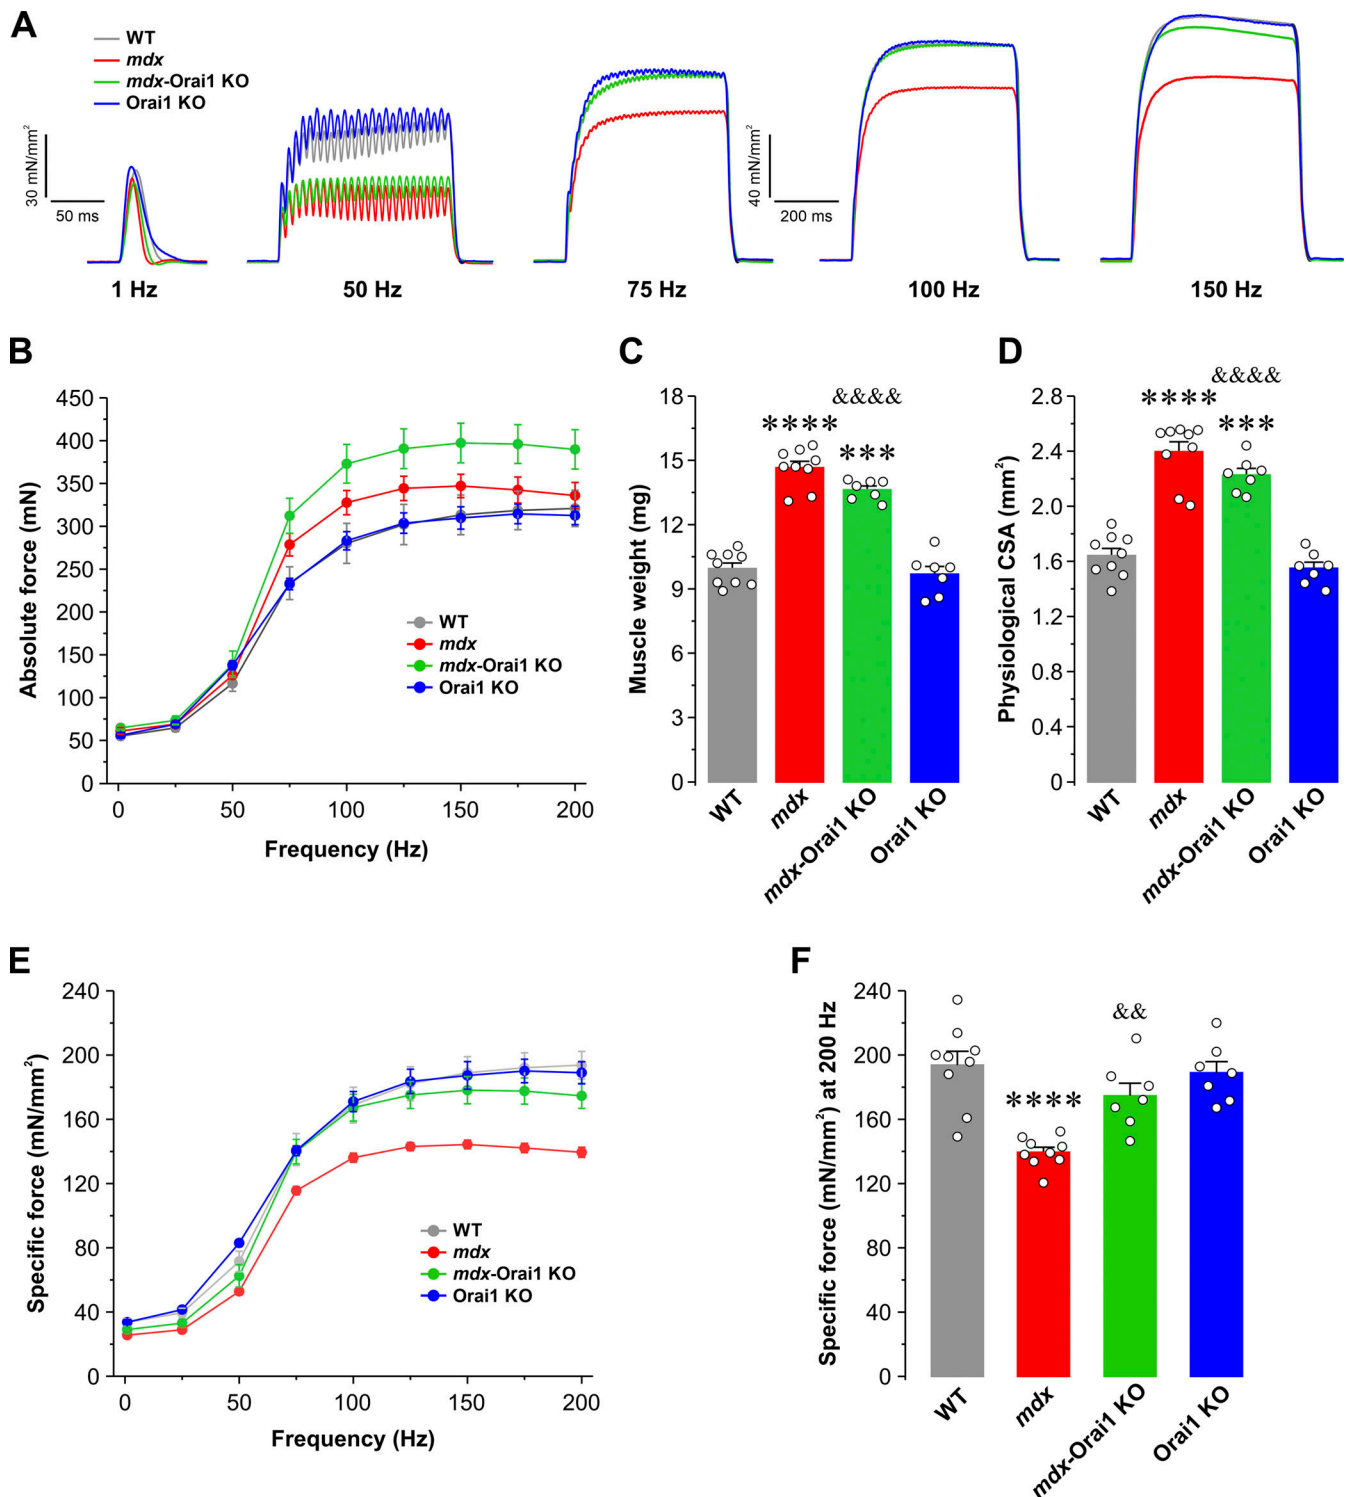 A
WT
mdx
mdx-Orai1 KO
Orai1 KO
30 mN/mm²
50 ms
40 mN/mm²
200 ms
1 Hz
50 Hz
75 Hz
100 Hz
150 Hz
B
450
400
350
300
250
200
150
100
50
0
Absolute force (mN)
WT
mdx
mdx-Orai1 KO
Orai1 KO
0 50 100 150 200
Frequency (Hz)
C
18
15
12
9
6
3
0
Muscle weight (mg)
&&&&
**** ***
WT
mdx
mdx-Orai1 KO
Orai1 KO
D
2.8
2.4
2.0
1.6
1.2
0.8
0.4
0
Physiological CSA (mm²)
&&&&
**** ***
WT
mdx
mdx-Orai1 KO
Orai1 KO
E
240
200
160
120
80
40
0
Specific force (mN/mm²)
WT
mdx
mdx-Orai1 KO
Orai1 KO
0 50 100 150 200
Frequency (Hz)
F
240
200
160
120
80
40
0
Specific force (mN/mm²) at 200 Hz
&&
****
WT
mdx
mdx-Orai1 KO
Orai1 KO